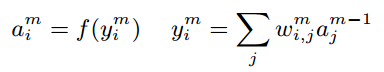 a_i^m = f(y_i^m)    y_i^m = \sum_j w_{i,j}^m a_j^{m-1}